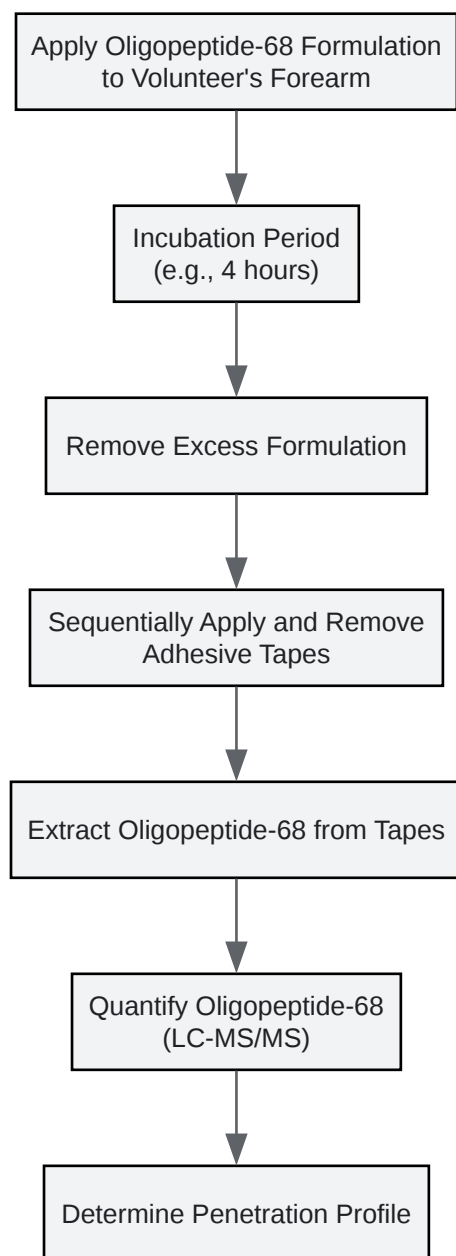 Apply Oligopeptide-68 Formulation
to Volunteer's Forearm
Incubation Period
(e.g., 4 hours)
Remove Excess Formulation
Sequentially Apply and Remove
Adhesive Tapes
Extract Oligopeptide-68 from Tapes
Quantify Oligopeptide-68
(LC-MS/MS)
Determine Penetration Profile